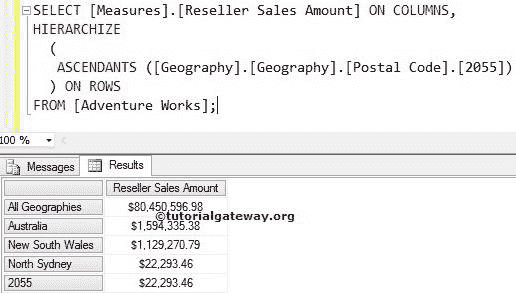 SELECT [Measures].[Reseller Sales Amount] ON COLUMNS,
HIERARCHIZE
(
ASCENDANTS ([Geography].[Geography].[Postal Code].[2055])
) ON ROWS
FROM [Adventure Works];
100 %
Messages Results
Reseller Sales Amount
All Geographies $80,450,596.98
©tutorialgateway.org
Australia $1,594,335.38
New South Wales $1,129,270.79
North Sydney $22,293.46
2055 $22,293.46